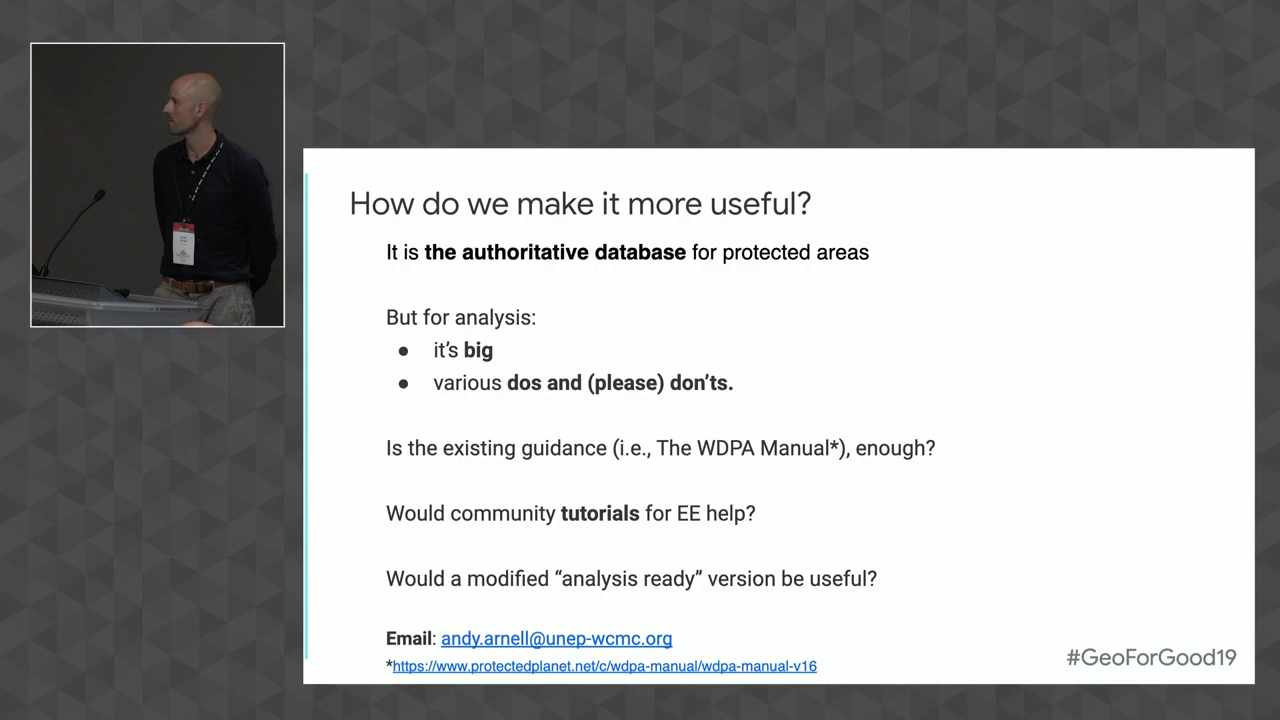 How do we make it more useful?
It is the authoritative database for protected areas
But for analysis:
● it’s big
● various dos and (please) don’ts.
Is the existing guidance (i.e., The WDPA Manual*), enough?
Would community tutorials for EE help?
Would a modified “analysis ready” version be useful?
Email: andy.arnell@unep-wcmc.org
*https://www.protectedplanet.net/c/wdpa-manual/wdpa-manual-v16
#GeoForGood19